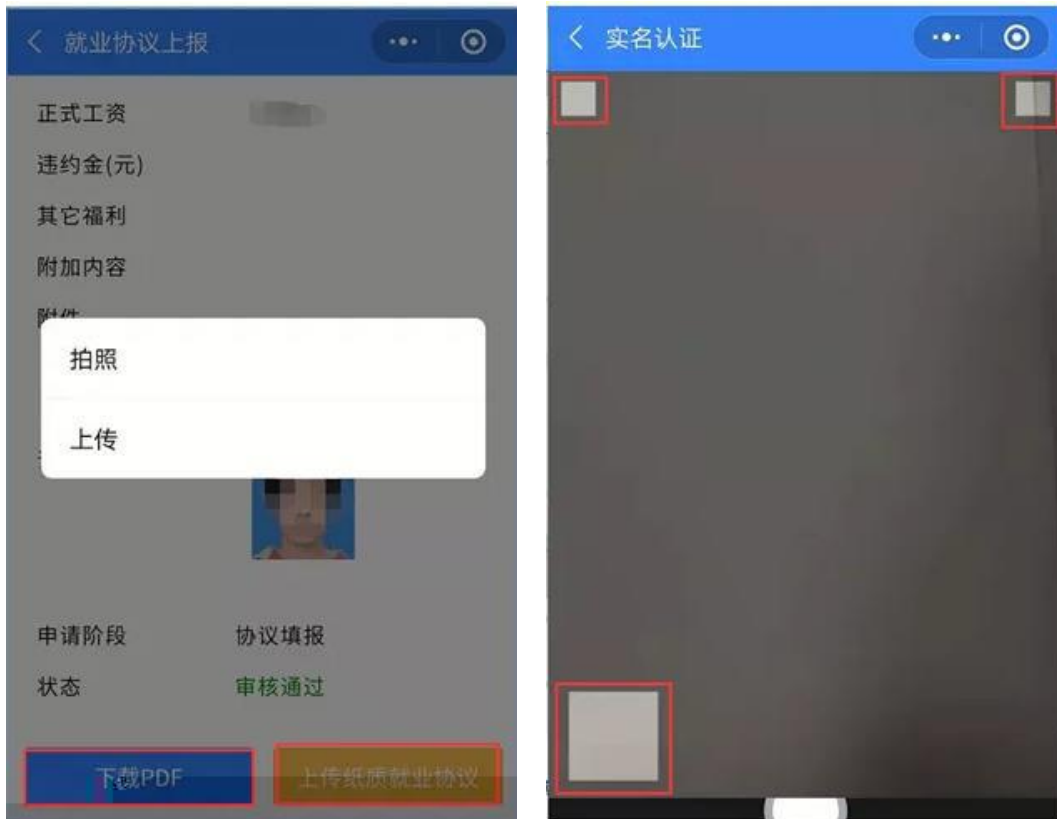 就业协议上报
正式工资
违约金(元)
其它福利
附加内容
附件
拍照
上传
申请阶段 协议填报
状态 审核通过
下载PDF
上传纸质就业协议
实名认证